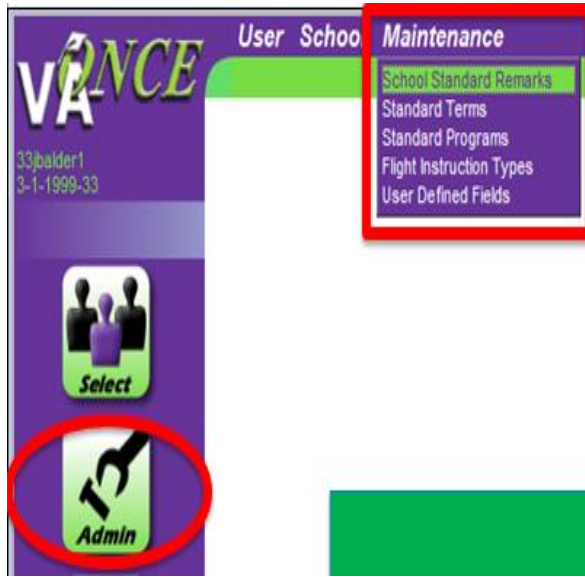 VA ONCE
User School Maintenance
School Standard Remarks
Standard Terms
Standard Programs
Flight Instruction Types
User Defined Fields
33jbalder1
3-1-1999-33
Select
Admin